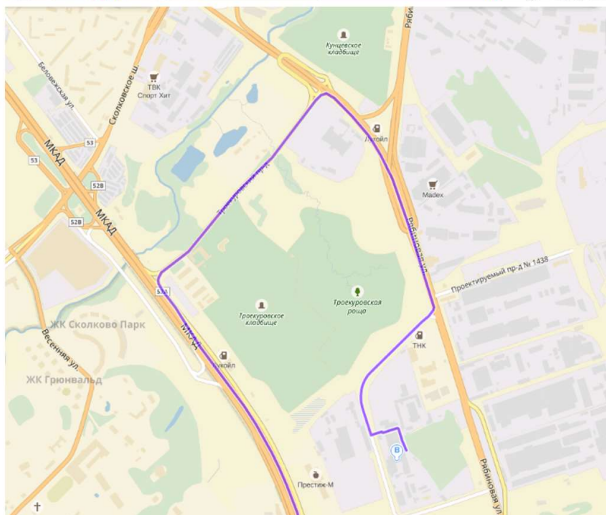 Кунцевское
кладбище
Беловежская ул.
Сколковское ш.
ТВК
Спорт Хит
МКАД
53
53
52В
МКАД
52В
Лукойл
Madex
Рябиновая ул.
Проектируемый пр-д № 1438
Троекуровское
кладбище
Троекуровская
роща
МКАД
ЖК Сколково Парк
Весенняя ул.
ЖК Грюнвальд
Лукойл
ТНК
B
Престиж-М
Рябиновая ул.